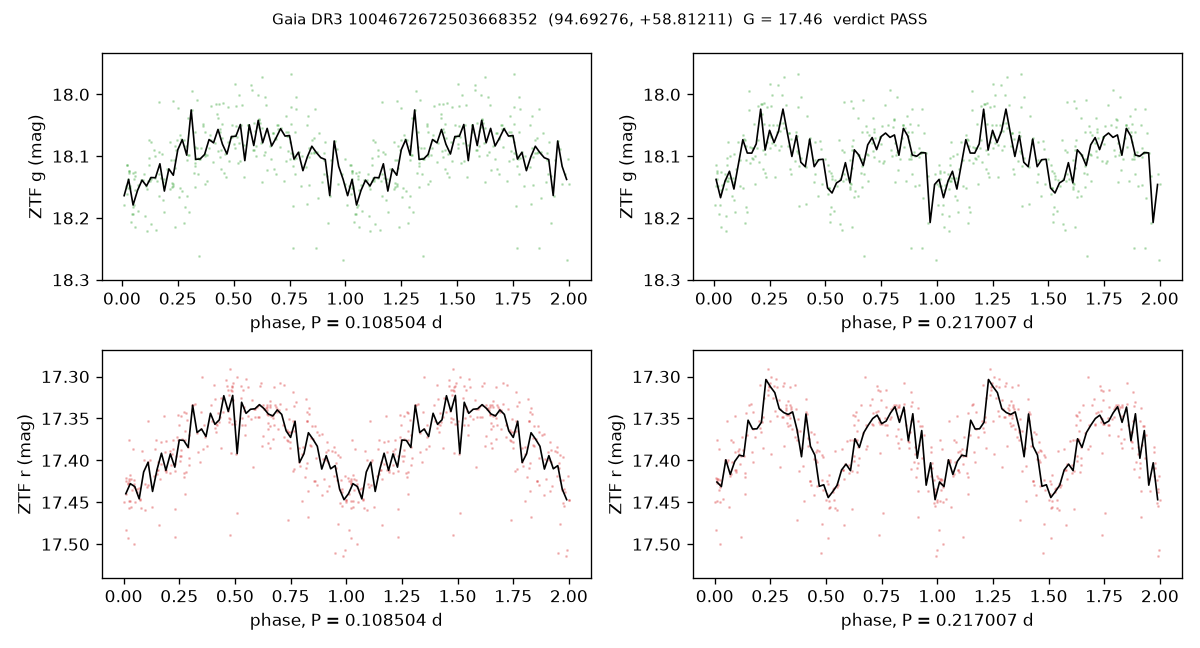 Gaia DR3 1004672672503668352 (94.69276, +58.81211) G = 17.46 verdict PASS
ZTF g (mag)
18.0
18.1
18.2
18.3
0.00 0.25 0.50 0.75 1.00 1.25 1.50 1.75 2.00
phase, P = 0.108504 d
ZTF g (mag)
18.0
18.1
18.2
18.3
0.00 0.25 0.50 0.75 1.00 1.25 1.50 1.75 2.00
phase, P = 0.217007 d
ZTF r (mag)
17.30
17.35
17.40
17.45
17.50
0.00 0.25 0.50 0.75 1.00 1.25 1.50 1.75 2.00
phase, P = 0.108504 d
ZTF r (mag)
17.30
17.35
17.40
17.45
17.50
0.00 0.25 0.50 0.75 1.00 1.25 1.50 1.75 2.00
phase, P = 0.217007 d